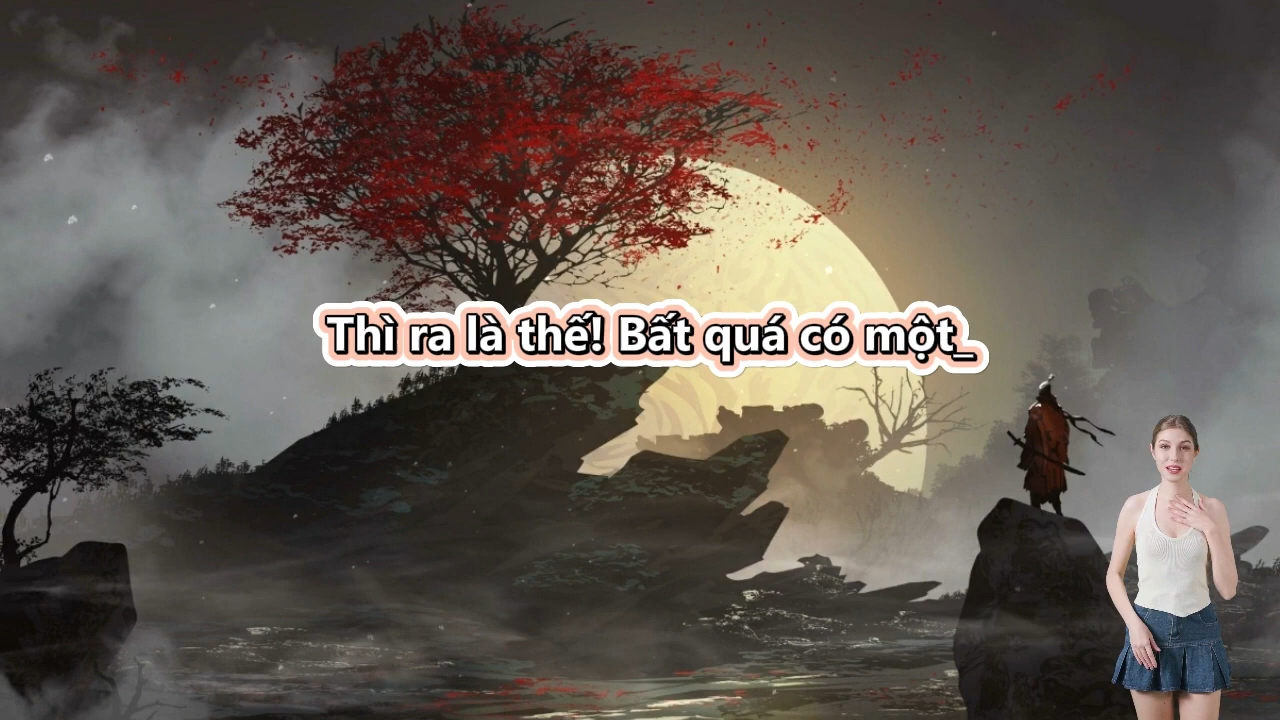 Thì ra là thế! Bất quá có một_